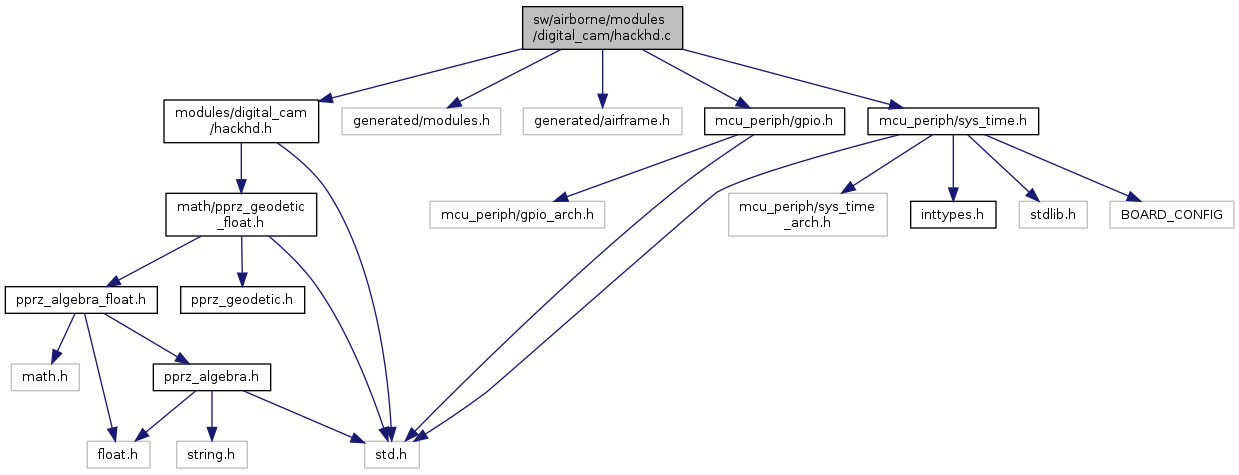 sw/airborne/modules
/digital_cam/hackhd.c
modules/digital_cam
/hackhd.h
generated/modules.h
generated/airframe.h
mcu_periph/gpio.h
mcu_periph/sys_time.h
math/pprz_geodetic
_float.h
mcu_periph/gpio_arch.h
mcu_periph/sys_time
_arch.h
inttypes.h
stdlib.h
BOARD_CONFIG
pprz_algebra_float.h
pprz_geodetic.h
math.h
pprz_algebra.h
float.h
string.h
std.h